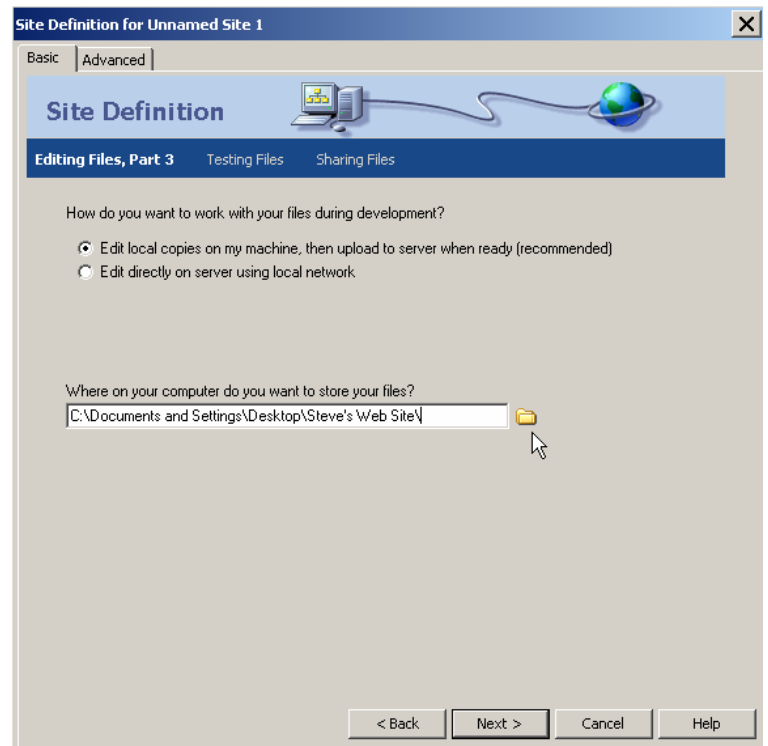 Site Definition for Unnamed Site 1
Basic
Advanced
Site Definition
Editing Files, Part 3
Testing Files
Sharing Files
How do you want to work with your files during development?
Edit local copies on my machine, then upload to server when ready (recommended)
Edit directly on server using local network
Where on your computer do you want to store your files?
C:\Documents and Settings\Desktop\Steve's Web Site\
< Back
Next >
Cancel
Help